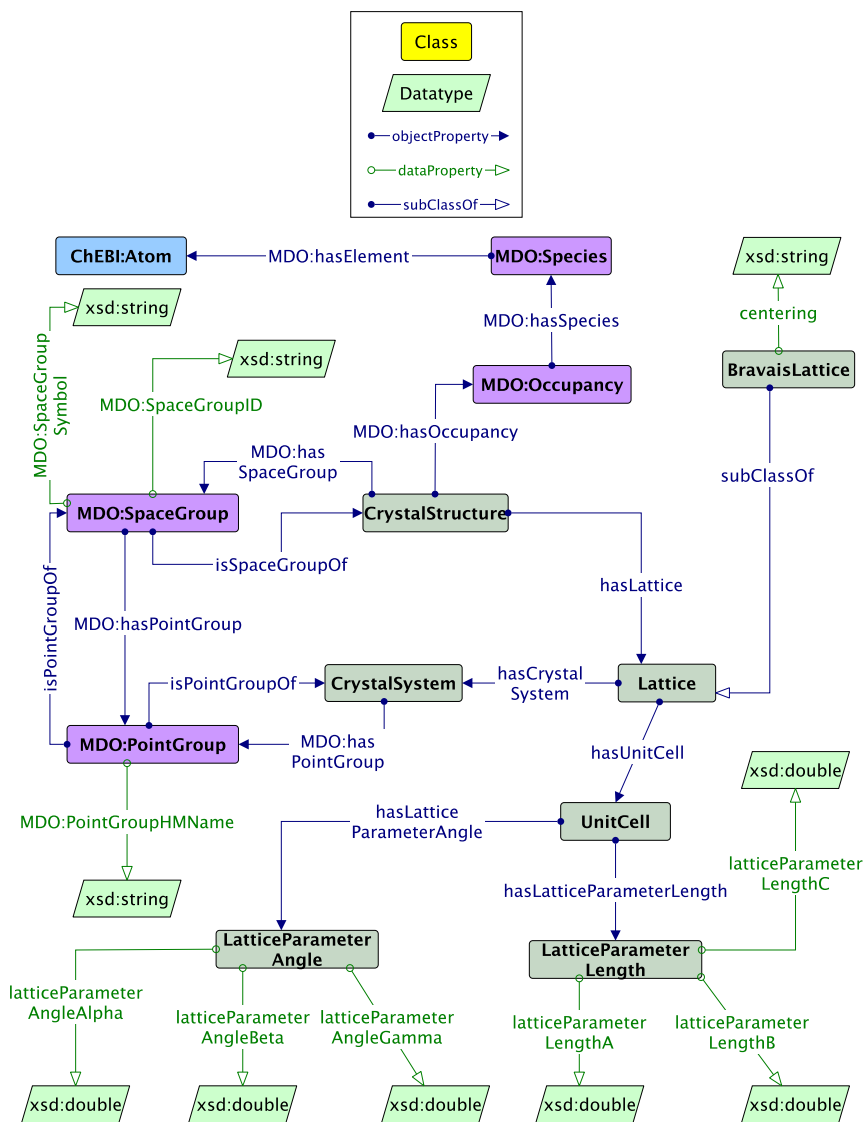 Class
Datatype
objectProperty
dataProperty
subClassOf
ChEBI:Atom
MDO:hasElement
MDO:Species
xsd:string
xsd:string
centering
MDO:hasSpecies
xsd:string
BravaisLattice
MDO:Occupancy
MDO:SpaceGroup
Symbol
MDO:SpaceGroupID
MDO:hasOccupancy
MDO:has
SpaceGroup
subClassOf
MDO:SpaceGroup
CrystalStructure
isSpaceGroupOf
hasLattice
isPointGroupOf
MDO:hasPointGroup
isPointGroupOf
CrystalSystem
hasCrystal
System
Lattice
MDO:PointGroup
MDO:has
PointGroup
hasUnitCell
xsd:double
MDO:PointGroupHMName
hasLattice
ParameterAngle
UnitCell
latticeParameter
LengthC
xsd:string
hasLatticeParameterLength
LatticeParameter
Angle
LatticeParameter
Length
latticeParameter
AngleAlpha
latticeParameter
AngleBeta
latticeParameter
AngleGamma
latticeParameter
LengthA
latticeParameter
LengthB
xsd:double
xsd:double
xsd:double
xsd:double
xsd:double